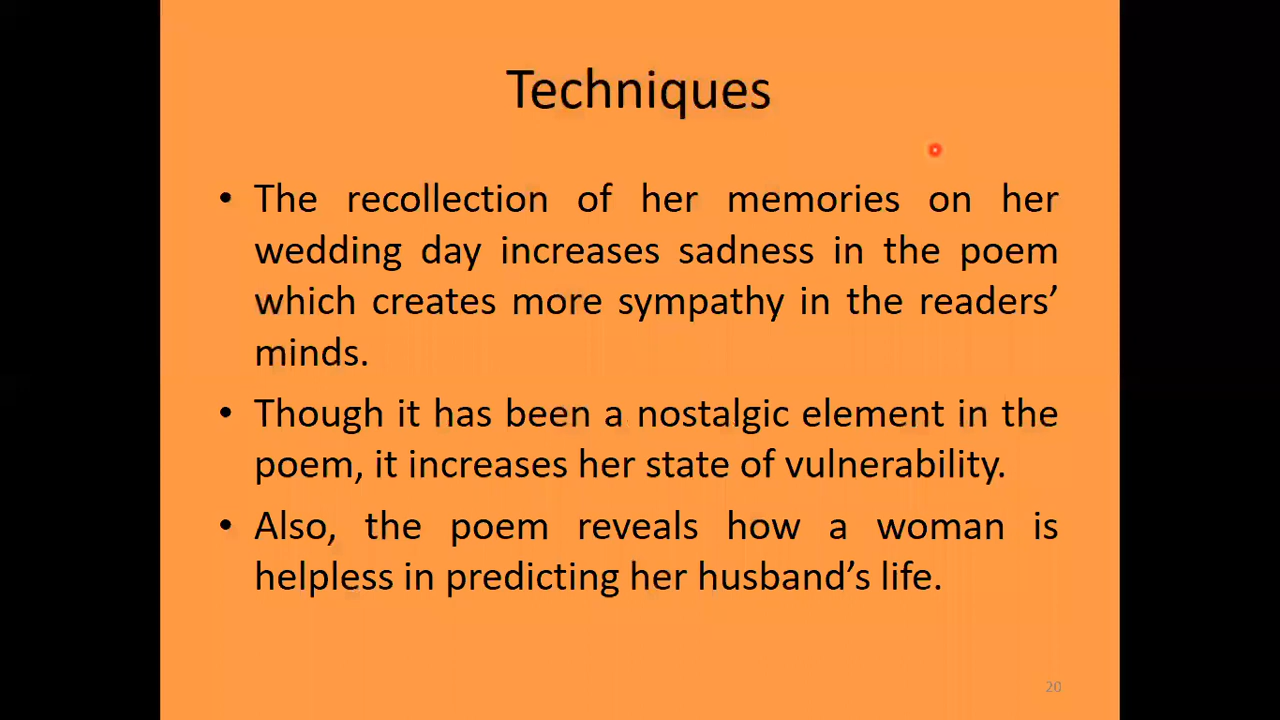 Techniques
• The recollection of her memories on her
wedding day increases sadness in the poem
which creates more sympathy in the readers’
minds.
• Though it has been a nostalgic element in the
poem, it increases her state of vulnerability.
• Also, the poem reveals how a woman is
helpless in predicting her husband’s life.
20